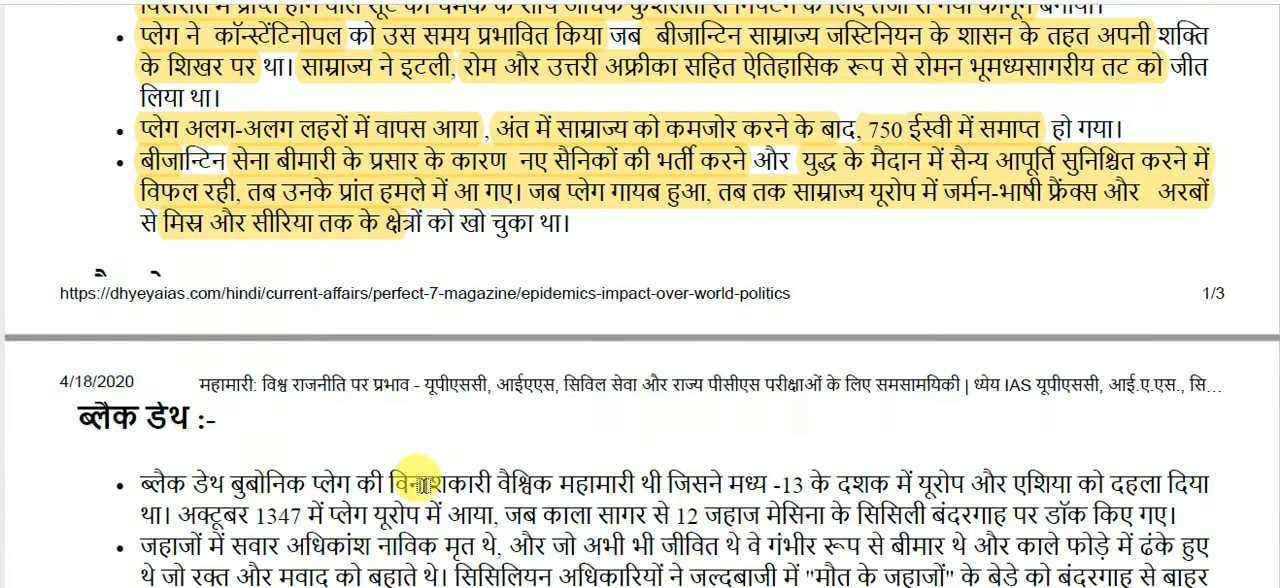 प्लेग ने कॉन्स्टेंटिनोपल को उस समय प्रभावित किया जब बीजान्टिन साम्राज्य जस्टिनियन के शासन के तहत अपनी शक्ति
के शिखर पर था। साम्राज्य ने इटली, रोम और उत्तरी अफ्रीका सहित ऐतिहासिक रूप से रोमन भूमध्यसागरीय तट को जीत
लिया था।
प्लेग अलग-अलग लहरों में वापस आया , अंत में साम्राज्य को कमजोर करने के बाद, 750 ईस्वी में समाप्त हो गया।
बीजान्टिन सेना बीमारी के प्रसार के कारण नए सैनिकों की भर्ती करने और युद्ध के मैदान में सैन्य आपूर्ति सुनिश्चित करने में
विफल रही, तब उनके प्रांत हमले में आ गए। जब प्लेग गायब हुआ, तब तक साम्राज्य यूरोप में जर्मन-भाषी फ्रैंक्स और अरबों
से मिस्र और सीरिया तक के क्षेत्रों को खो चुका था।
https://dhyeyaias.com/hindi/current-affairs/perfect-7-magazine/epidemics-impact-over-world-politics 1/3
4/18/2020 महामारी: विश्व राजनीति पर प्रभाव - यूपीएससी, आईएएस, सिविल सेवा और राज्य पीसीएस परीक्षाओं के लिए समसामयिकी | ध्येय IAS यूपीएससी, आई.ए.एस., सि...
ब्लैक डेथ :-
ब्लैक डेथ बुबोनिक प्लेग की विनाशकारी वैश्विक महामारी थी जिसने मध्य -13 के दशक में यूरोप और एशिया को दहला दिया
था। अक्टूबर 1347 में प्लेग यूरोप में आया, जब काला सागर से 12 जहाज मेसिना के सिसिली बंदरगाह पर डॉक किए गए।
जहाजों में सवार अधिकांश नाविक मृत थे, और जो अभी भी जीवित थे वे गंभीर रूप से बीमार थे और काले फोड़े में ढंके हुए
थे जो रक्त और मवाद को बहाते थे। सिसिलियन अधिकारियों ने जल्दबाजी में "मौत के जहाजों" के बेड़े को बंदरगाह से बाहर